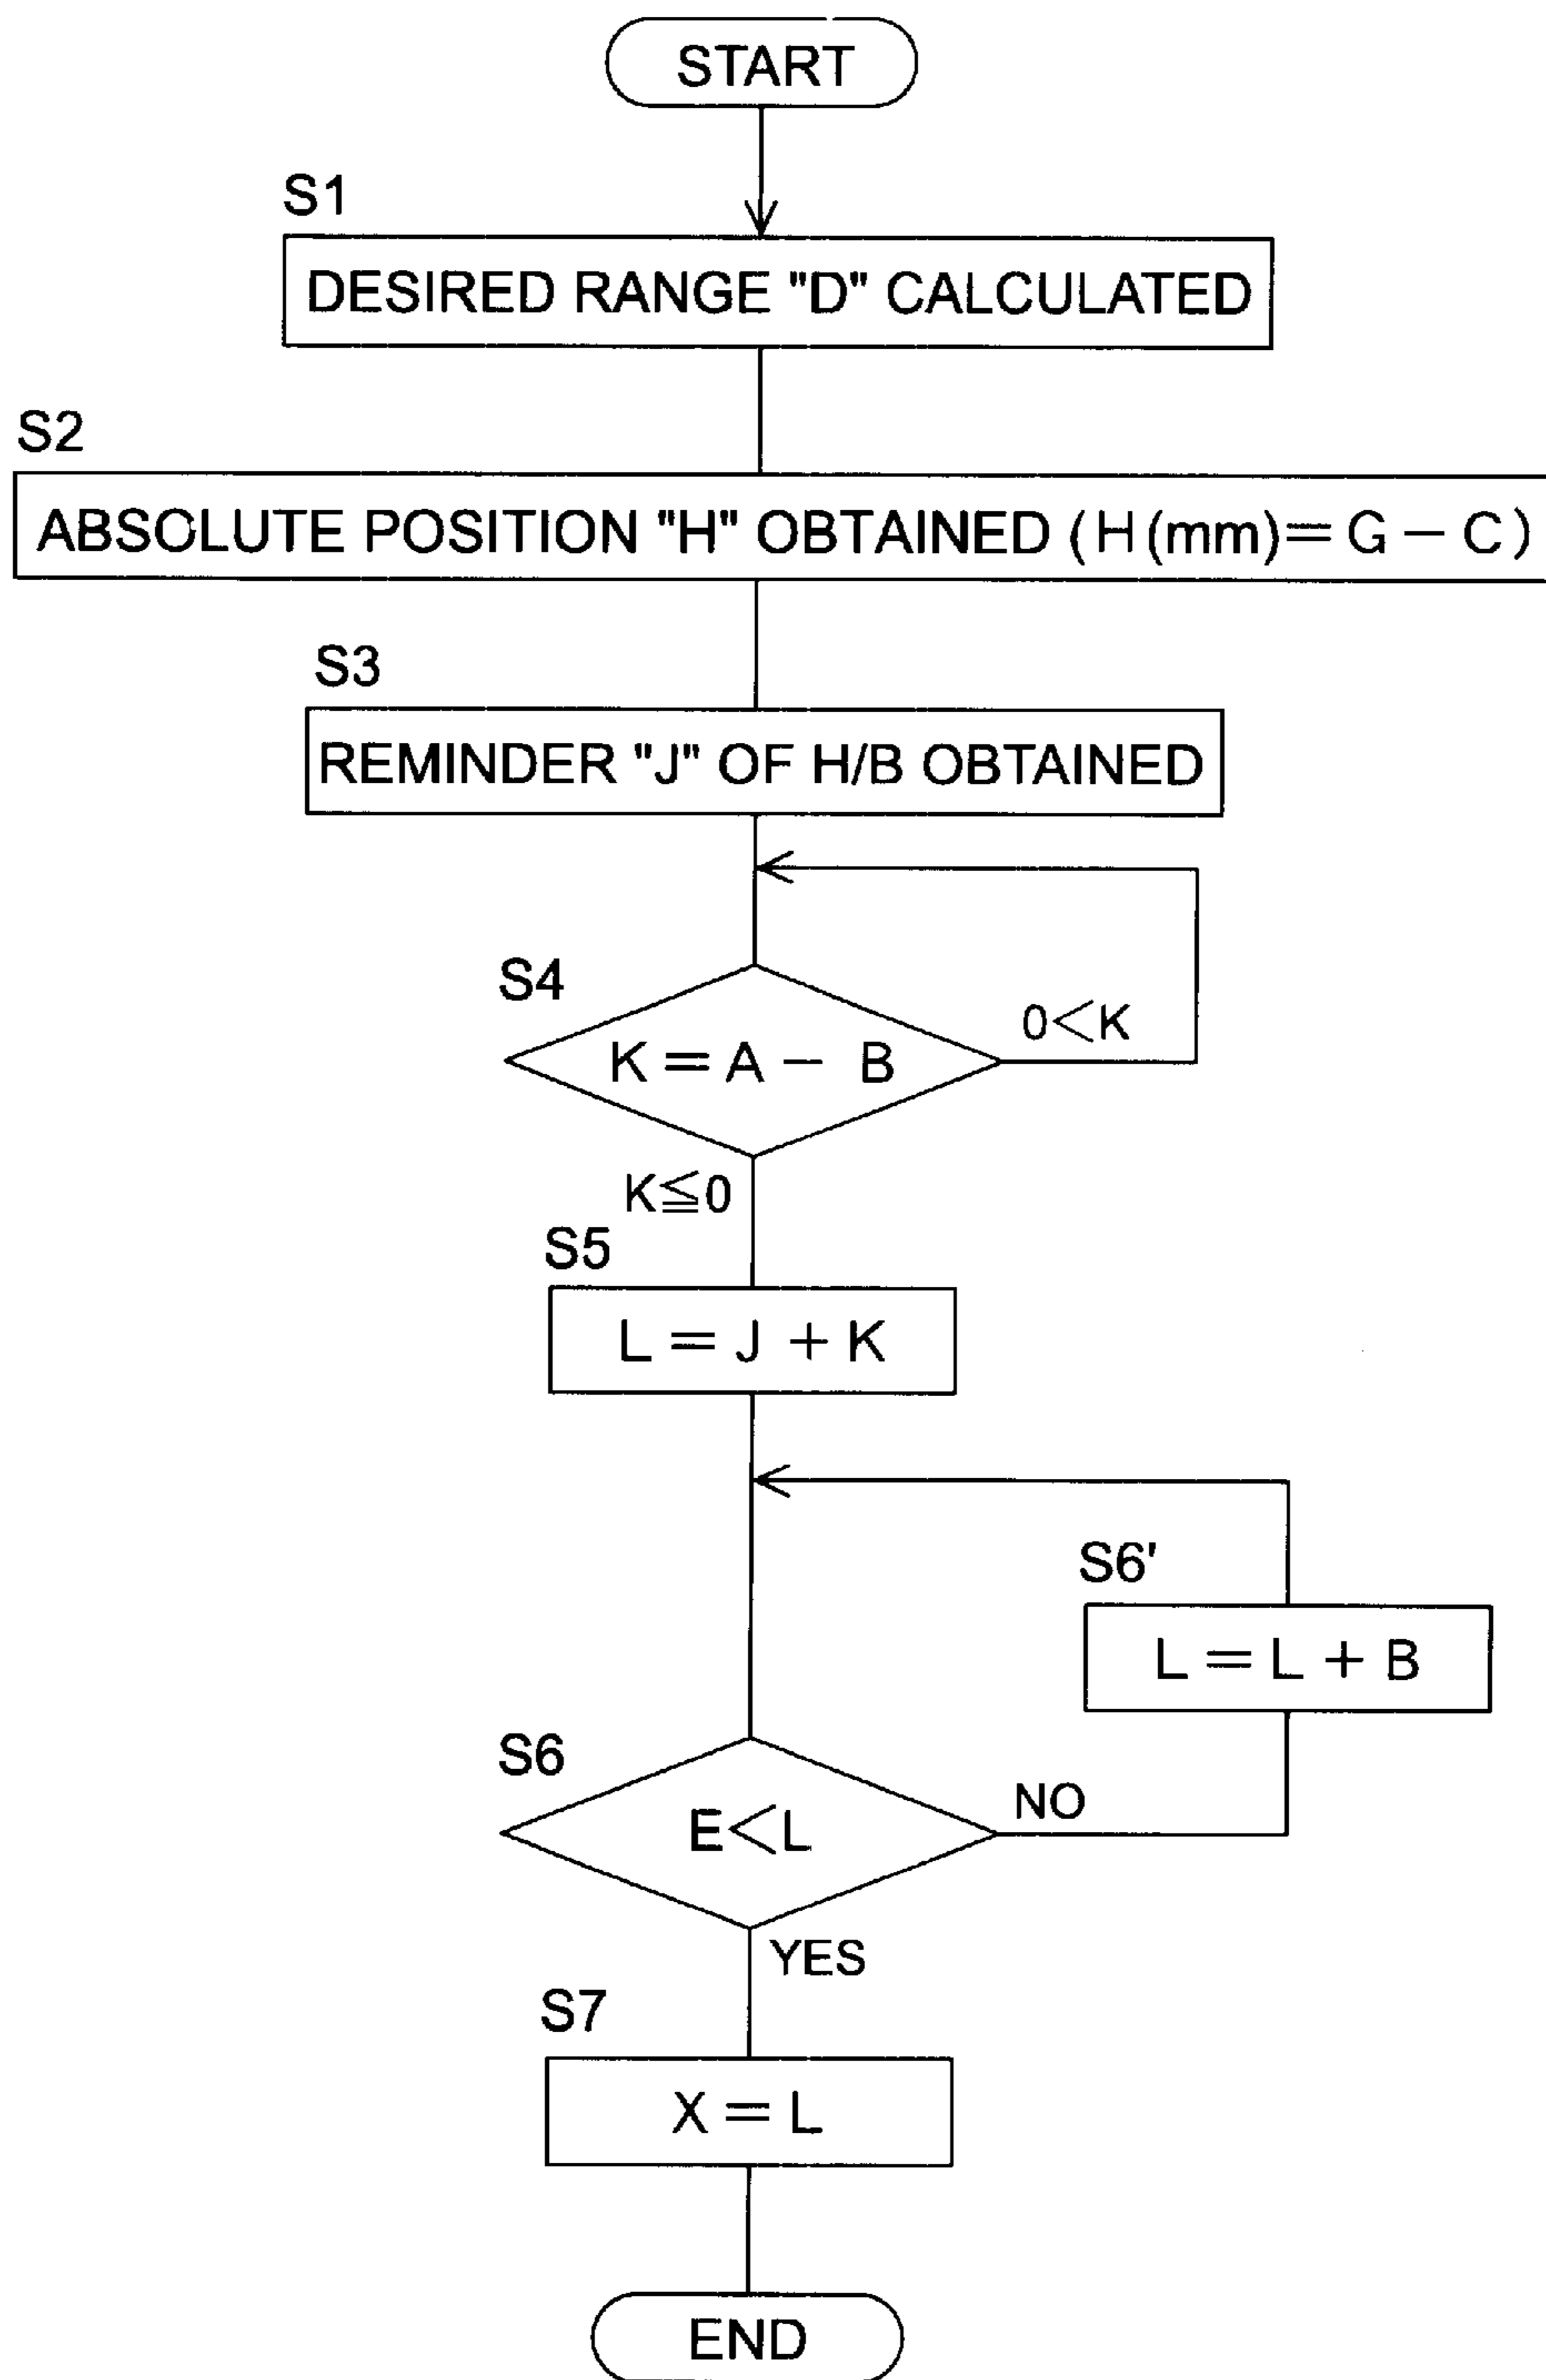 START
S1
DESIRED RANGE "D" CALCULATED
S2
ABSOLUTE POSITION "H" OBTAINED (H(mm)=G-C)
S3
REMINDER "J" OF H/B OBTAINED
S4
0<K
K=A-B
K≦0
S5
L=J+K
S6'
L=L+B
S6
NO
E<L
YES
S7
X=L
END